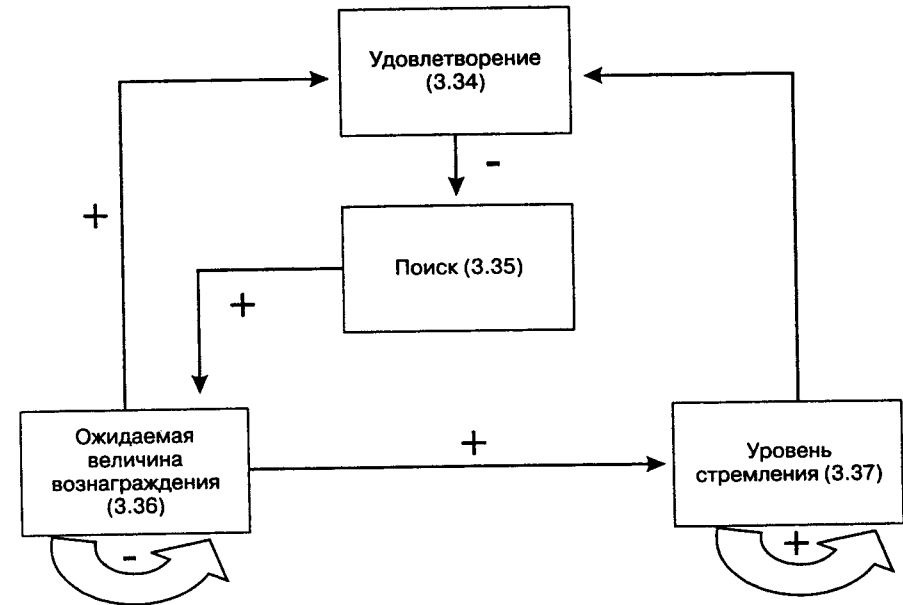 Удовлетворение
(3.34)
-
+
Поиск (3.35)
+
Ожидаемая
величина
вознаграждения
(3.36)
+
Уровень
стремления (3.37)
-
+